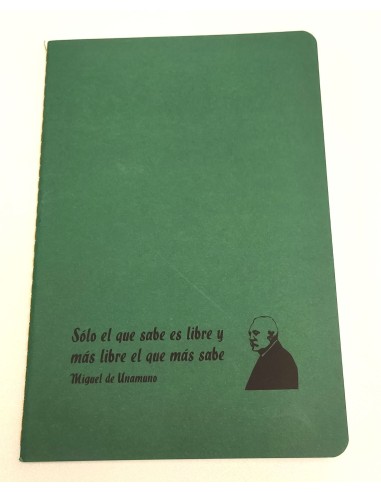 Sólo el que sabe es libre y
más libre el que más sabe
Miguel de Unamuno